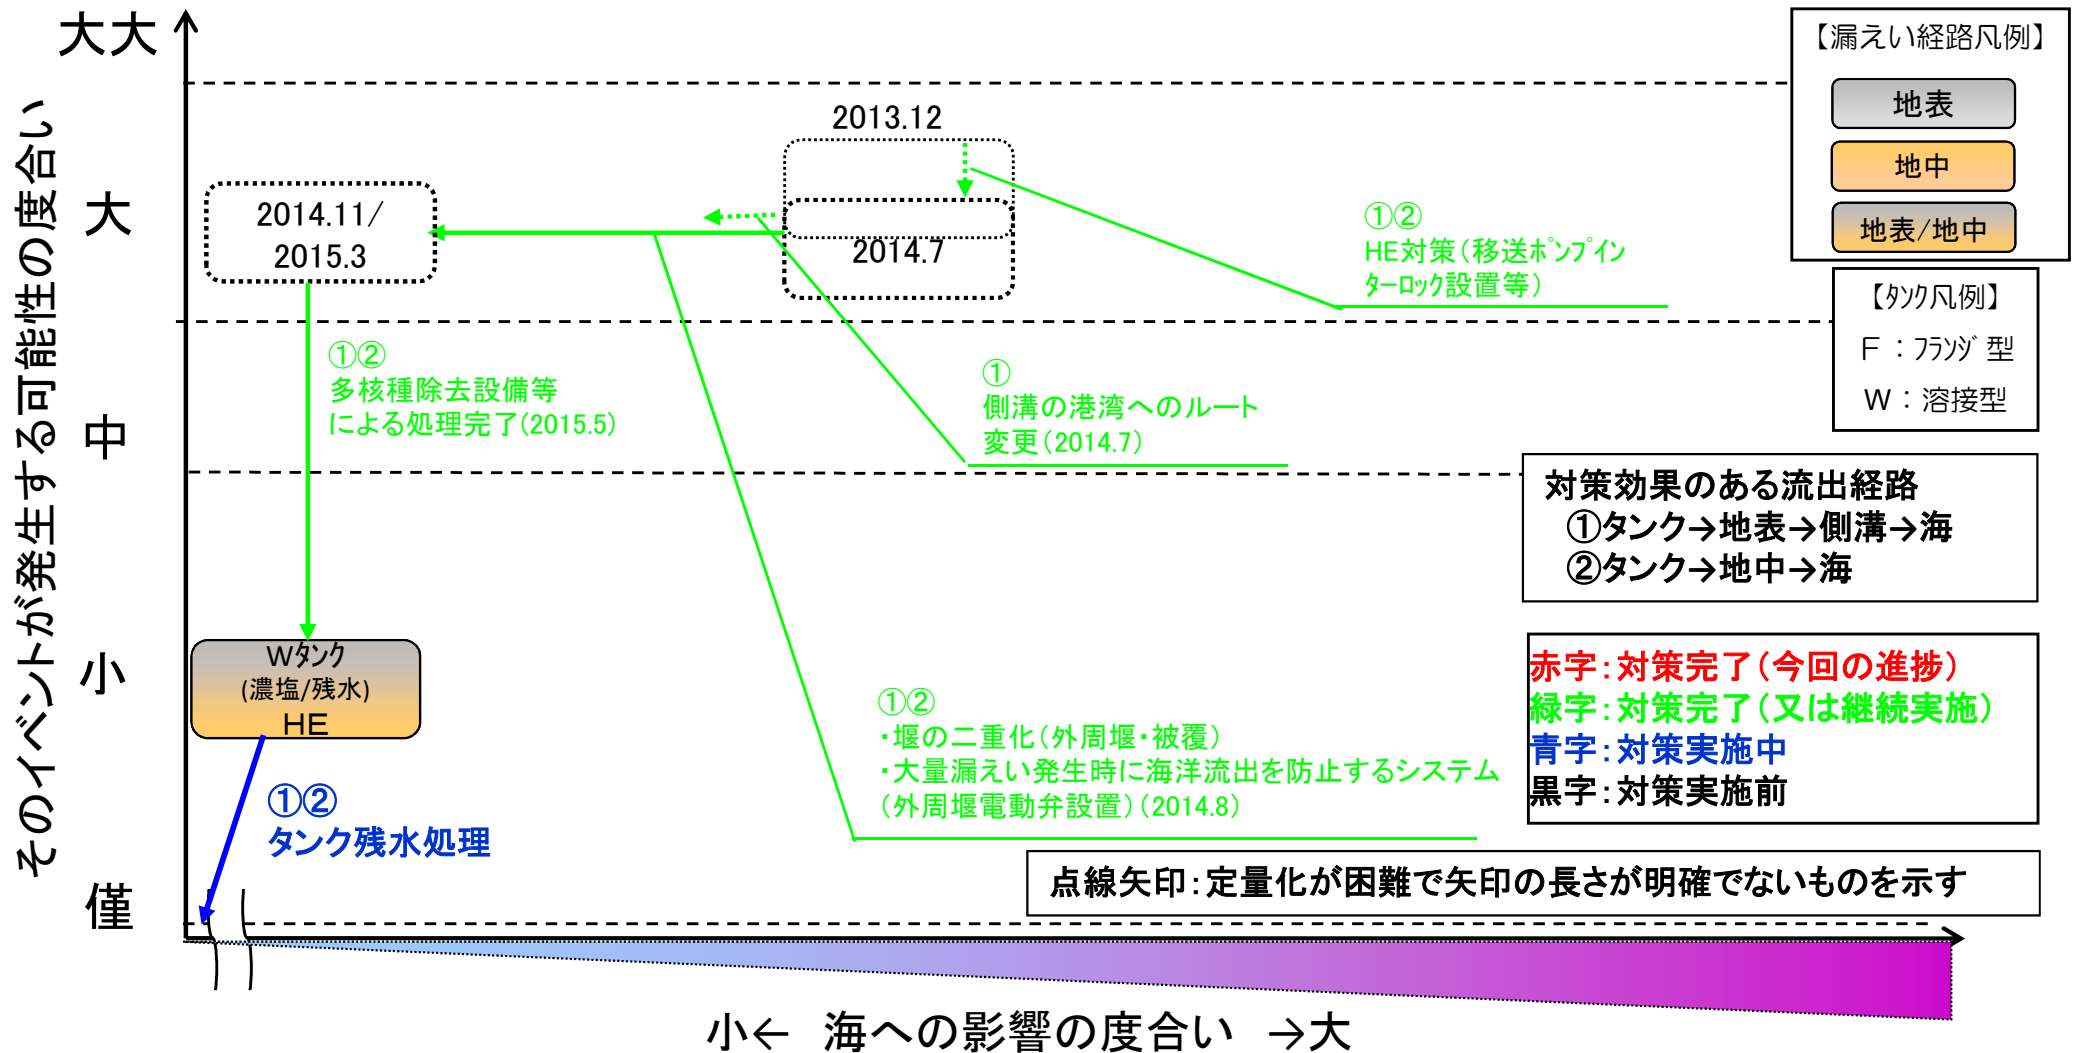 大大
大
中
小
僅
そのイベントが発生する可能性の度合い
2013.12
2014.7
2014.11/
2015.3
①②
HE対策(移送ﾎﾟﾝﾌﾟｲﾝ
ﾀｰﾛｯｸ設置等)
①②
多核種除去設備等
による処理完了(2015.5)
①
側溝の港湾へのルート
変更(2014.7)
Wﾀﾝｸ
(濃塩/残水)
HE
①②
タンク残水処理
①②
・堰の二重化(外周堰・被覆)
・大量漏えい発生時に海洋流出を防止するシステム
(外周堰電動弁設置)(2014.8)
【漏えい経路凡例】
地表
地中
地表/地中
【ﾀﾝｸ凡例】
F：ﾌﾗﾝｼﾞ型
W：溶接型
対策効果のある流出経路
①タンク→地表→側溝→海
②タンク→地中→海
赤字：対策完了(今回の進捗)
緑字：対策完了(又は継続実施)
青字：対策実施中
黒字：対策実施前
点線矢印：定量化が困難で矢印の長さが明確でないものを示す
小← 海への影響の度合い →大